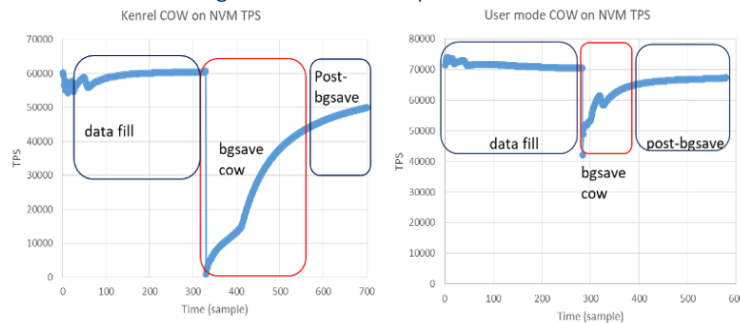 Kenrel COW on NVM TPS
70000
60000
50000
40000
30000
20000
10000
0
TPS
data fill
bgsave
cow
Post-
bgsave
0
100
200
300
400
500
600
700
Time (sample)
User mode COW on NVM TPS
80000
70000
60000
50000
40000
30000
20000
10000
0
TPS
data fill
bgsave
cow
post-bgsave
0
100
200
300
400
500
600
Time (sample)